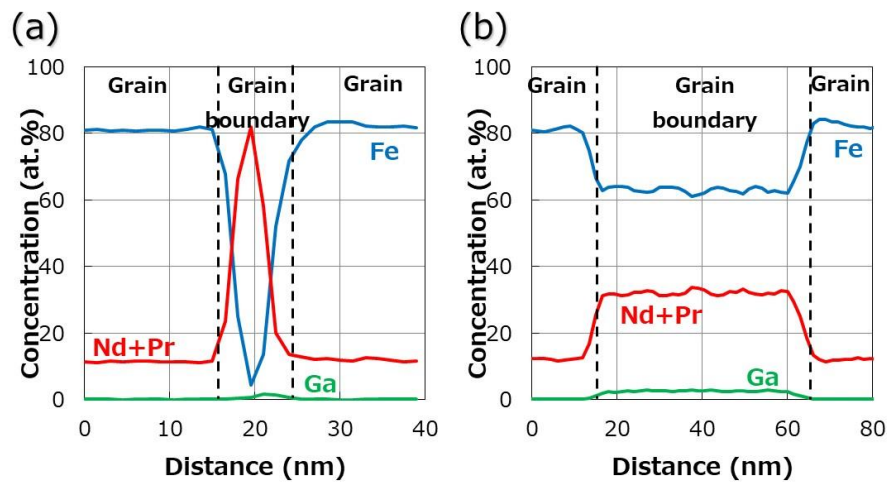 (a)
100
80
60
40
20
0
Concentration (at.%)
Grain
Grain
boundary
Grain
Fe
Nd+Pr
Ga
0
10
20
30
40
Distance (nm)
(b)
100
80
60
40
20
0
Concentration (at.%)
Grain
Grain
boundary
Grain
Fe
Nd+Pr
Ga
0
20
40
60
80
Distance (nm)